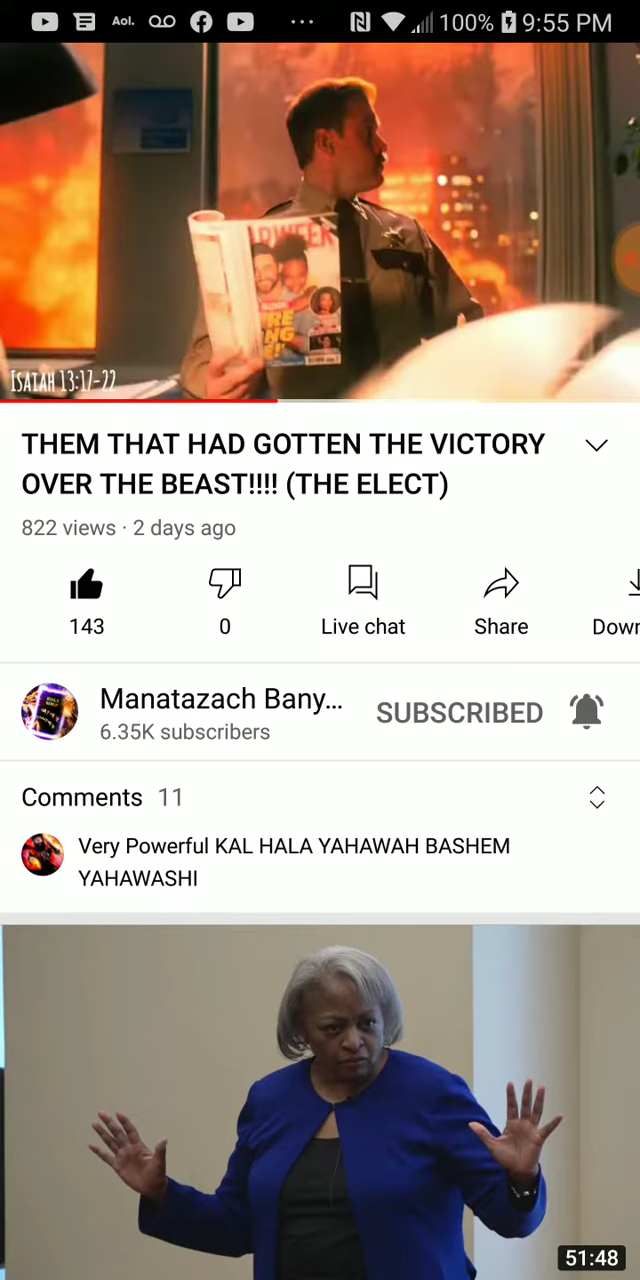 Aol.
100%
9:55 PM
ISAIAH 13:17-22
THEM THAT HAD GOTTEN THE VICTORY
OVER THE BEAST!!!! (THE ELECT)
822 views · 2 days ago
143
0
Live chat
Share
Down
Manatazach Bany...
6.35K subscribers
SUBSCRIBED
Comments 11
Very Powerful KAL HALA YAHAWAH BASHEM
YAHAWASHI
51:48